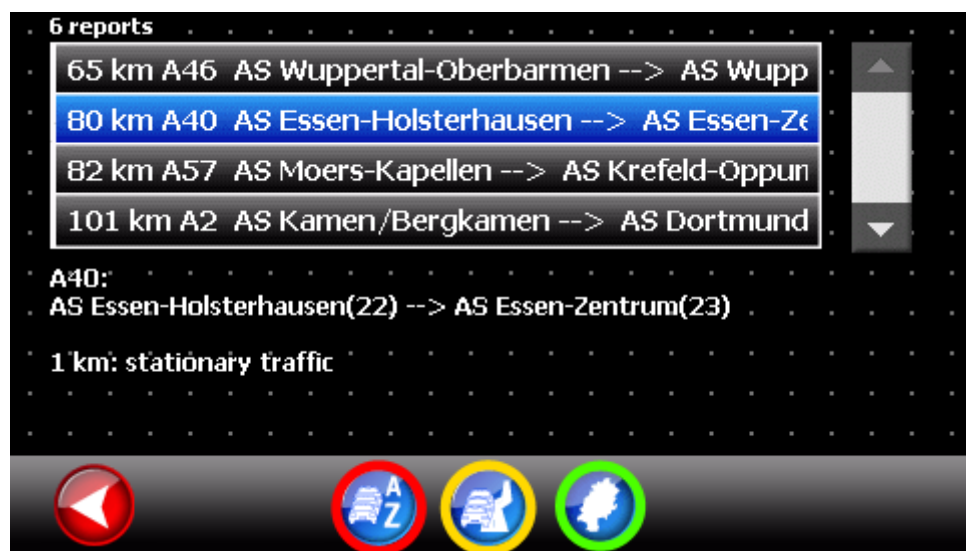 6 reports
65 km A46 AS Wuppertal-Oberbarmen --> AS Wupp
80 km A40 AS Essen-Holsterhausen --> AS Essen-Ze
82 km A57 AS Moers-Kapellen --> AS Krefeld-Oppum
101 km A2 AS Kamen/Bergkamen --> AS Dortmund
A40:
AS Essen-Holsterhausen(22) --> AS Essen-Zentrum(23)
1 km: stationary traffic
A
Z